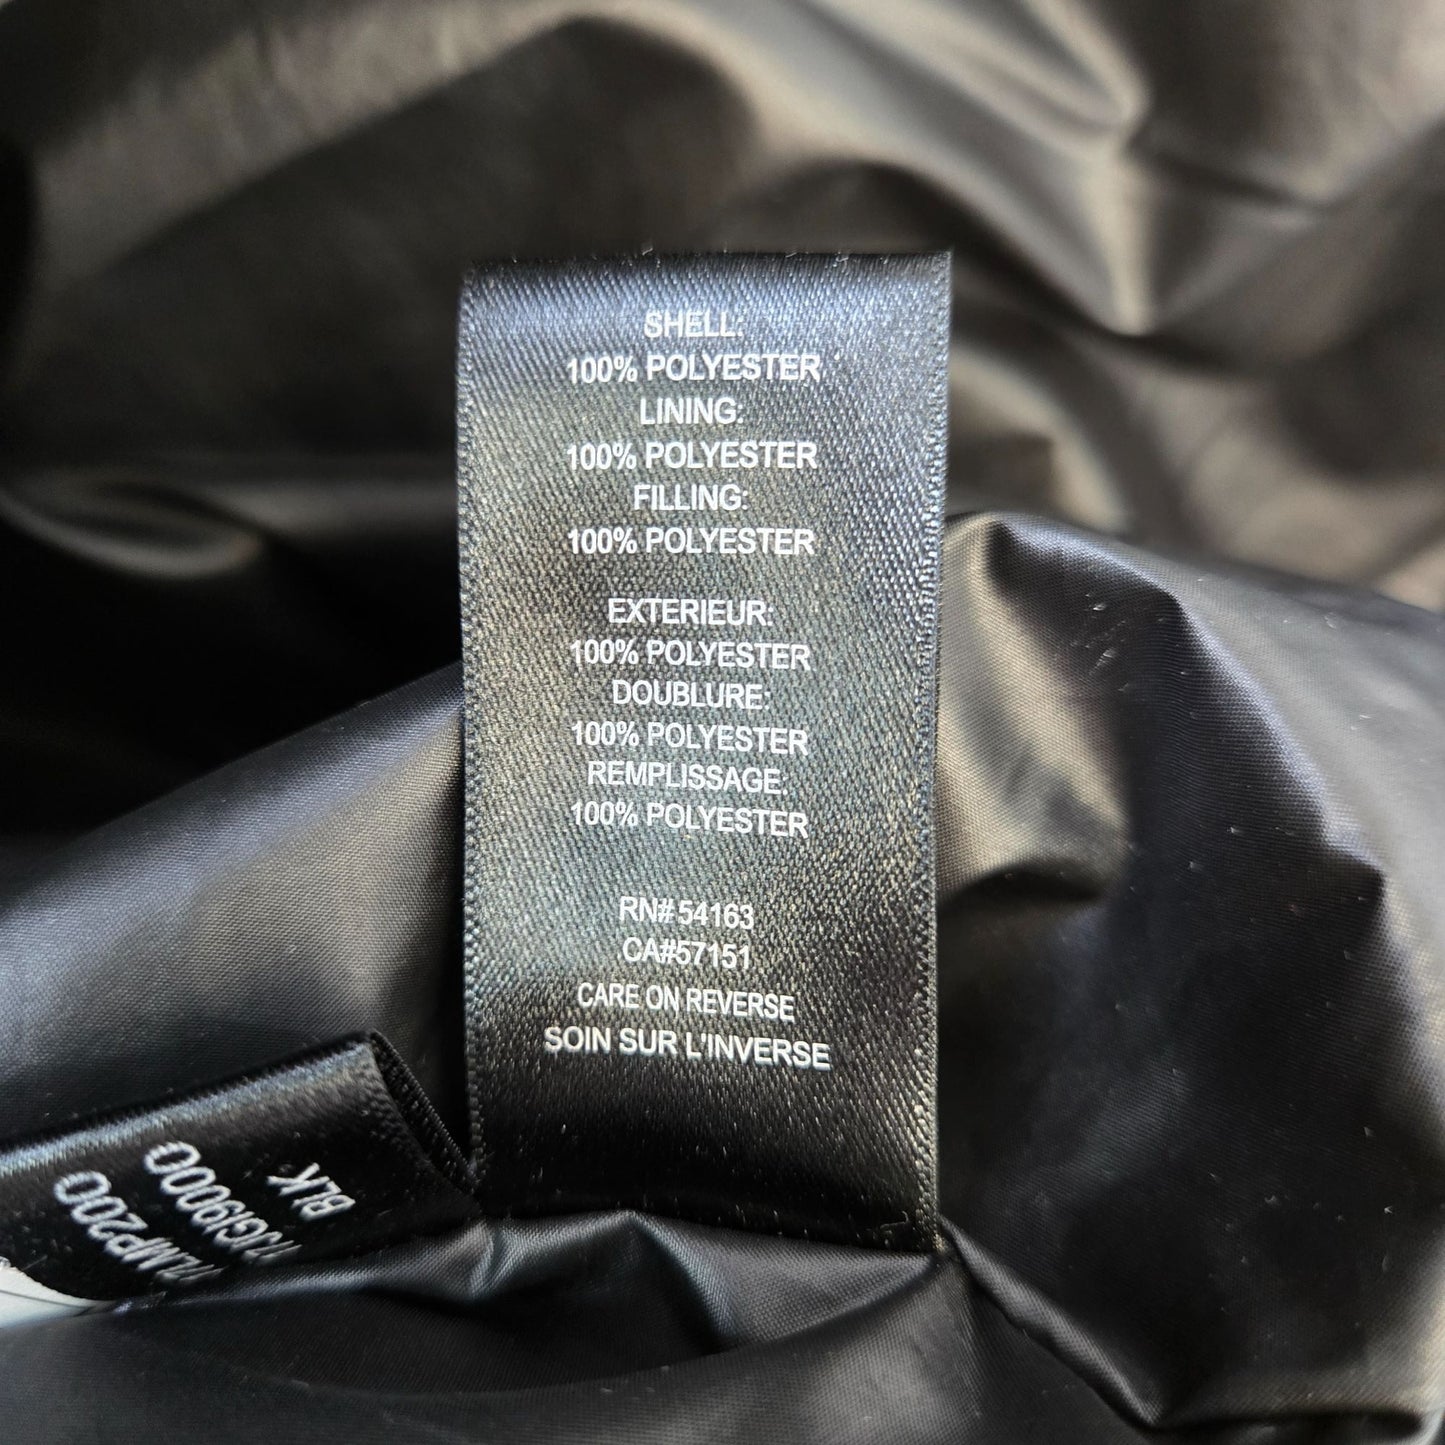 SHELL:
100% POLYESTER
LINING:
100% POLYESTER
FILLING:
100% POLYESTER
EXTERIEUR:
100% POLYESTER
DOUBLURE:
100% POLYESTER
REMPLISSAGE:
100% POLYESTER
RN# 54163
CA#57151
CARE ON REVERSE
SOIN SUR L'INVERSE
BLK